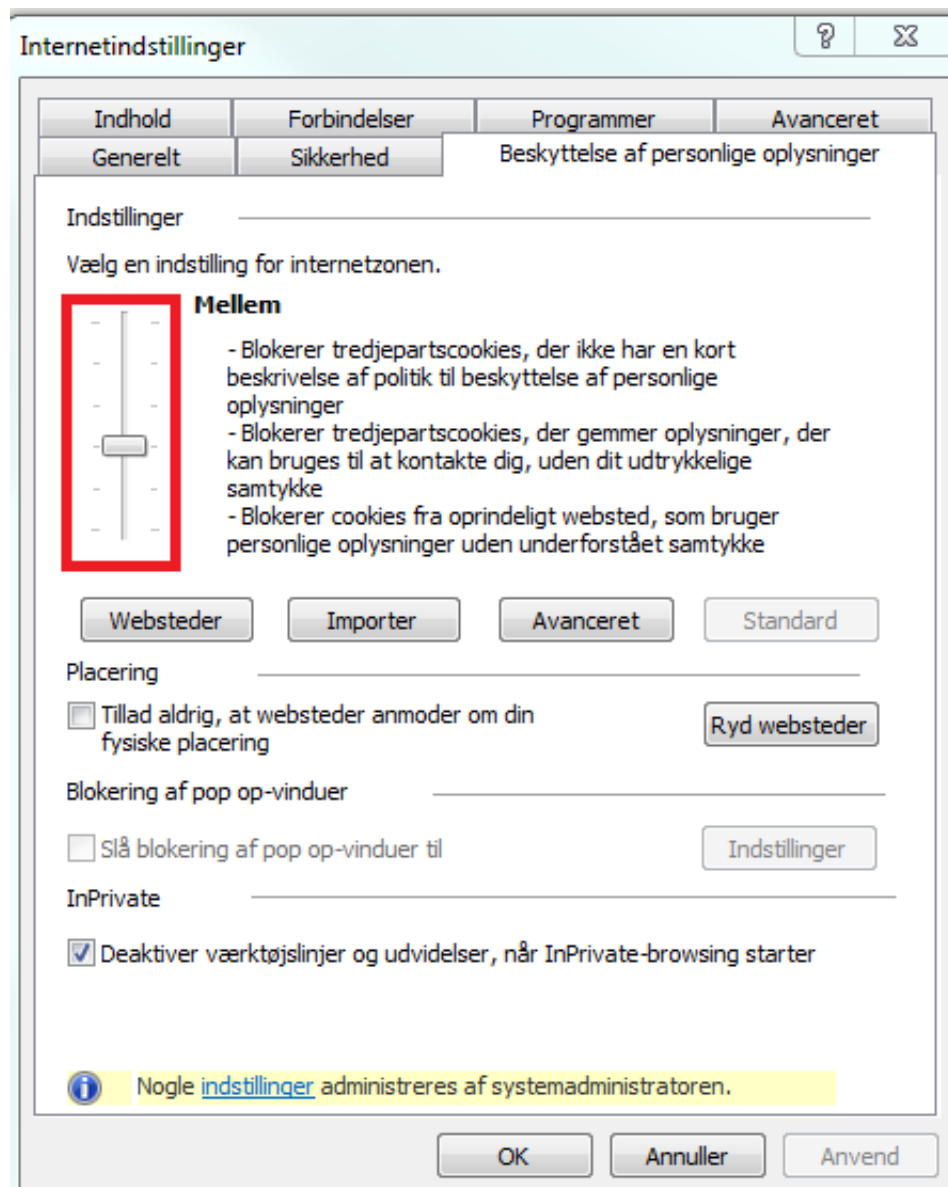 Internetindstillinger
Indhold Forbindelser Programmer Avanceret
Generelt Sikkerhed Beskyttelse af personlige oplysninger
Indstillinger
Vælg en indstilling for internetzonen.
Mellem
- Blokerer tredjepartscookies, der ikke har en kort
beskrivelse af politik til beskyttelse af personlige
oplysninger
- Blokerer tredjepartscookies, der gemmer oplysninger, der
kan bruges til at kontakte dig, uden dit udtrykkelige
samtykke
- Blokerer cookies fra oprindeligt websted, som bruger
personlige oplysninger uden underforstået samtykke
Websteder Importer Avanceret Standard
Placering
Tillad aldrig, at websteder anmoder om din
fysiske placering
Ryd websteder
Blokering af pop op-vinduer
Slå blokering af pop op-vinduer til Indstillinger
InPrivate
Deaktiver værktøjslinjer og udvidelser, når InPrivate-browsing starter
Nogle indstillinger administreres af systemadministratoren.
OK Annuller Anvend